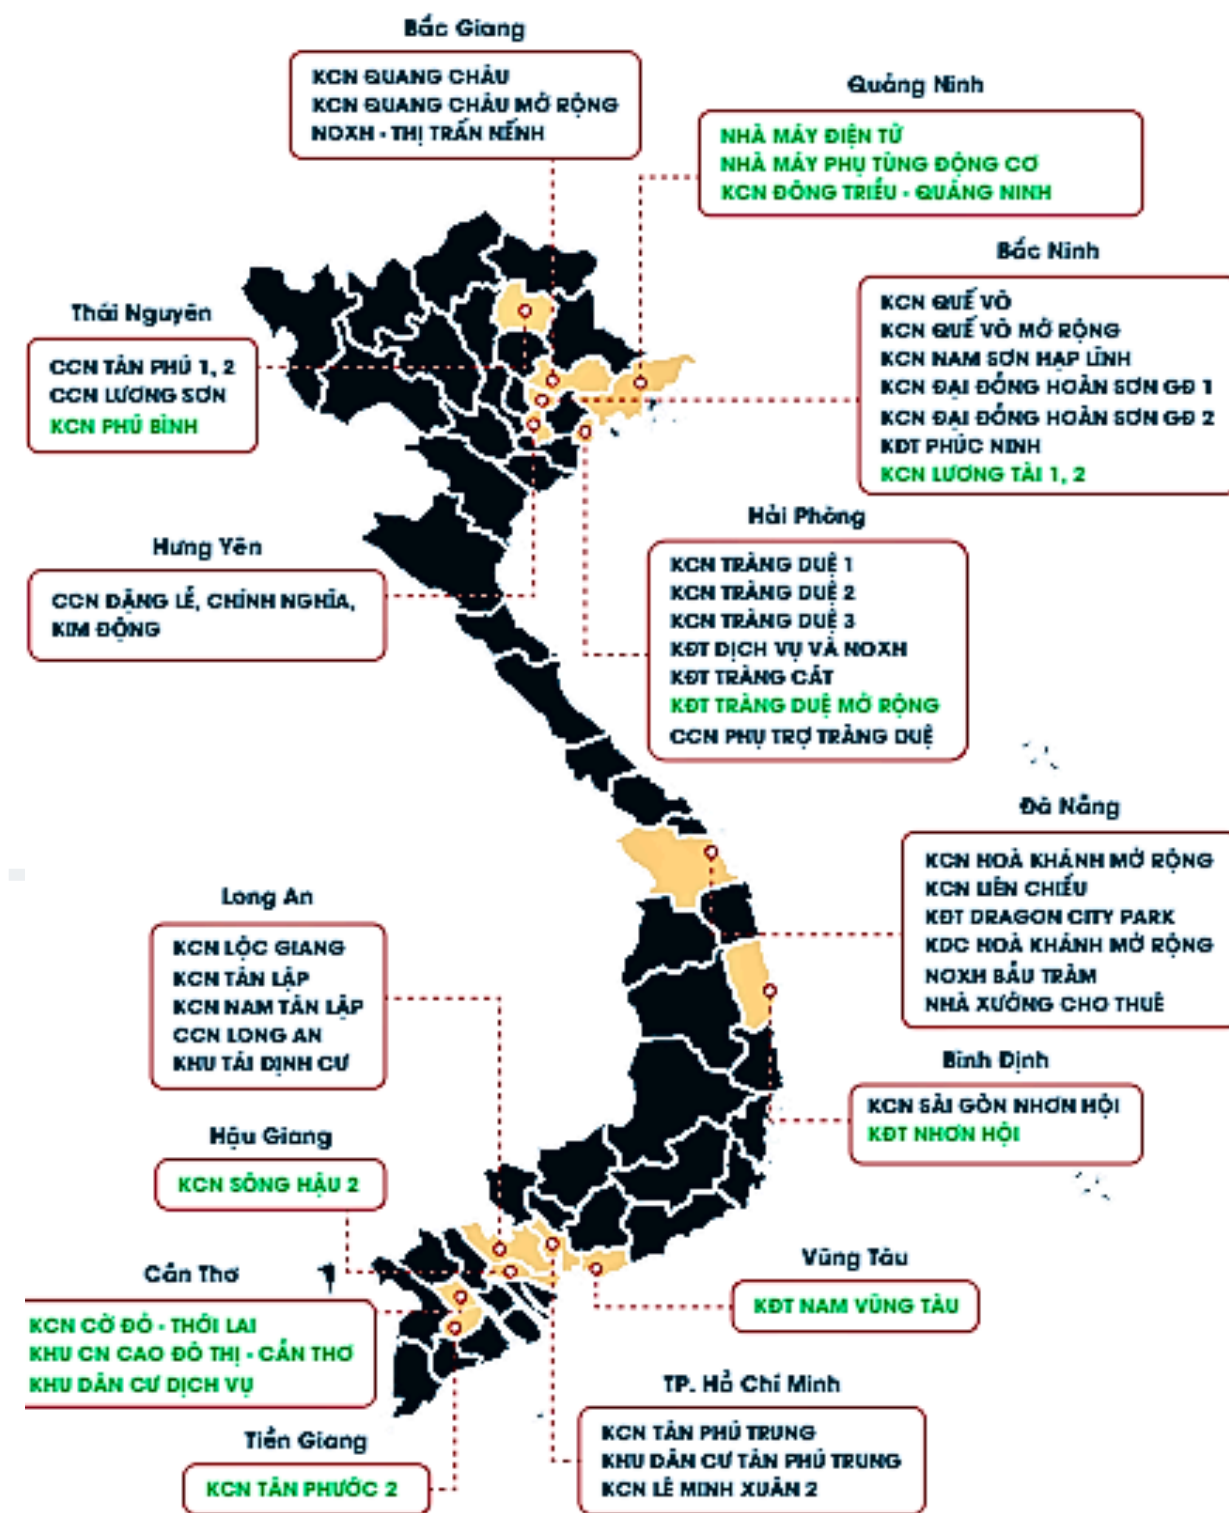 Bắc Giang
KCN QUANG CHÂU
KCN QUANG CHÂU MỞ RỘNG
NOXH - THỊ TRẤN NẾNH
Quảng Ninh
NHÀ MÁY ĐIỆN TỬ
NHÀ MÁY PHỤ TÙNG ĐỘNG CƠ
KCN ĐÔNG TRIỀU - QUẢNG NINH
Bắc Ninh
KCN QUẾ VÕ
KCN QUẾ VÕ MỞ RỘNG
KCN NAM SƠN HẠP LĨNH
KCN ĐẠI ĐỒNG HOÀN SƠN GĐ 1
KCN ĐẠI ĐỒNG HOÀN SƠN GĐ 2
KĐT PHÚC NINH
KCN LƯƠNG TÀI 1, 2
Thái Nguyên
CCN TÂN PHÚ 1, 2
CCN LƯƠNG SƠN
KCN PHÚ BÌNH
Hưng Yên
CCN ĐẶNG LỄ, CHÍNH NGHĨA,
KIM ĐỘNG
Hải Phòng
KCN TRÀNG DUỆ 1
KCN TRÀNG DUỆ 2
KCN TRÀNG DUỆ 3
KĐT DỊCH VỤ VÀ NOXH
KĐT TRÀNG CÁT
KĐT TRÀNG DUỆ MỞ RỘNG
CCN PHỤ TRỢ TRÀNG DUỆ
Đà Nẵng
KCN HOÀ KHÁNH MỞ RỘNG
KCN LIÊN CHIỂU
KĐT DRAGON CITY PARK
KDC HOÀ KHÁNH MỞ RỘNG
NOXH BÀU TRÀM
NHÀ XƯỞNG CHO THUÊ
Long An
KCN LỘC GIANG
KCN TÂN LẬP
KCN NAM TÂN LẬP
CCN LONG AN
KHU TÁI ĐỊNH CƯ
Bình Định
KCN SÀI GÒN NHƠN HỘI
KĐT NHƠN HỘI
Hậu Giang
KCN SÔNG HẬU 2
Cần Thơ
KCN CỜ ĐỎ - THỚI LAI
KHU CN CAO ĐÔ THỊ - CẦN THƠ
KHU DÂN CƯ DỊCH VỤ
Vũng Tàu
KĐT NAM VŨNG TÀU
TP. Hồ Chí Minh
KCN TÂN PHÚ TRUNG
KHU DÂN CƯ TÂN PHÚ TRUNG
KCN LÊ MINH XUÂN 2
Tiền Giang
KCN TÂN PHƯỚC 2